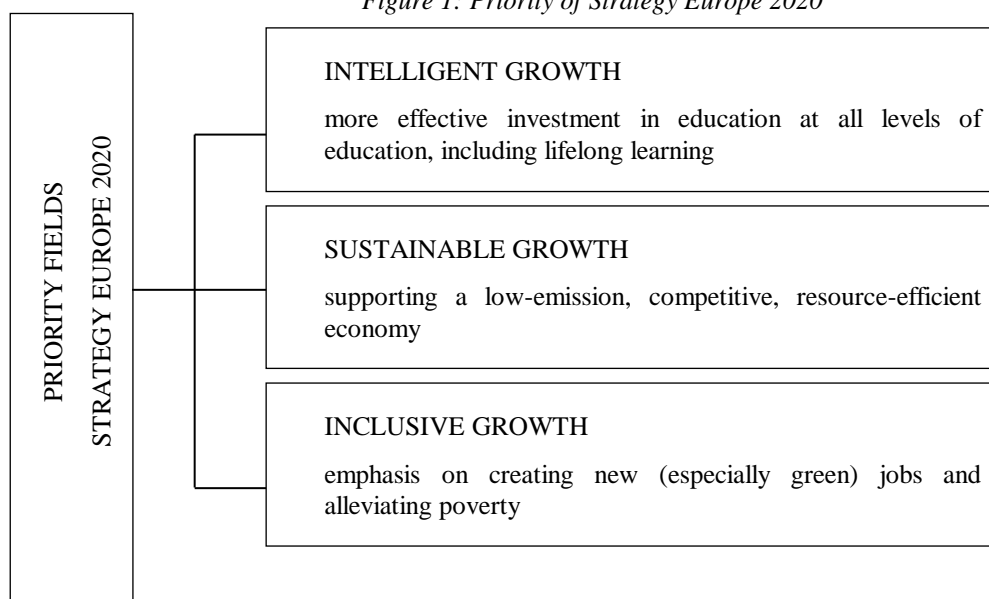 Figure 1: Priority of Strategy Europe 2020
PRIORITY FIELDS
STRATEGY EUROPE 2020
INTELLIGENT GROWTH
more effective investment in education at all levels of
education, including lifelong learning
SUSTAINABLE GROWTH
supporting a low-emission, competitive, resource-efficient
economy
INCLUSIVE GROWTH
emphasis on creating new (especially green) jobs and
alleviating poverty